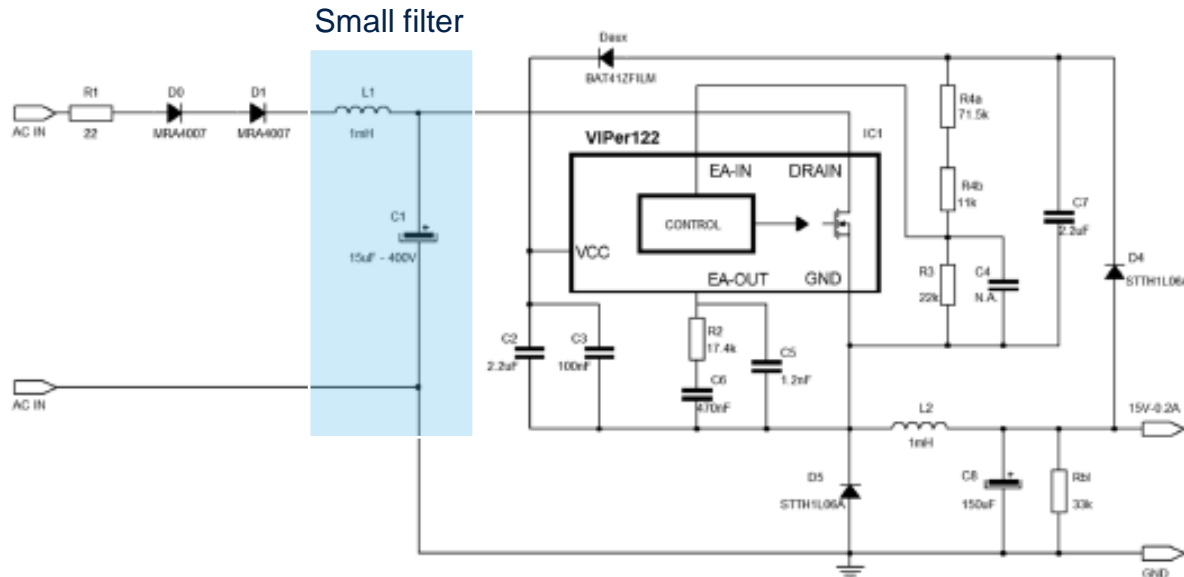 Small filter
Daux
BAT41ZFILM
R1
22
AC IN
D0
MRA4007
D1
MRA4007
L1
1mH
R4a
71.5k
VIPer122
IC1
EA-IN
DRAIN
R4b
11k
C7
2.2uF
C1
+
15uF - 400V
CONTROL
VCC
EA-OUT
GND
R3
22k
C4
N.A.
D4
STTH1L06A
C2
2.2uF
C3
100nF
R2
17.4k
C5
1.2nF
C6
470nF
AC IN
L2
1mH
15V-0.2A
D5
STTH1L06A
C8
+
150uF
Rbl
33k
GND